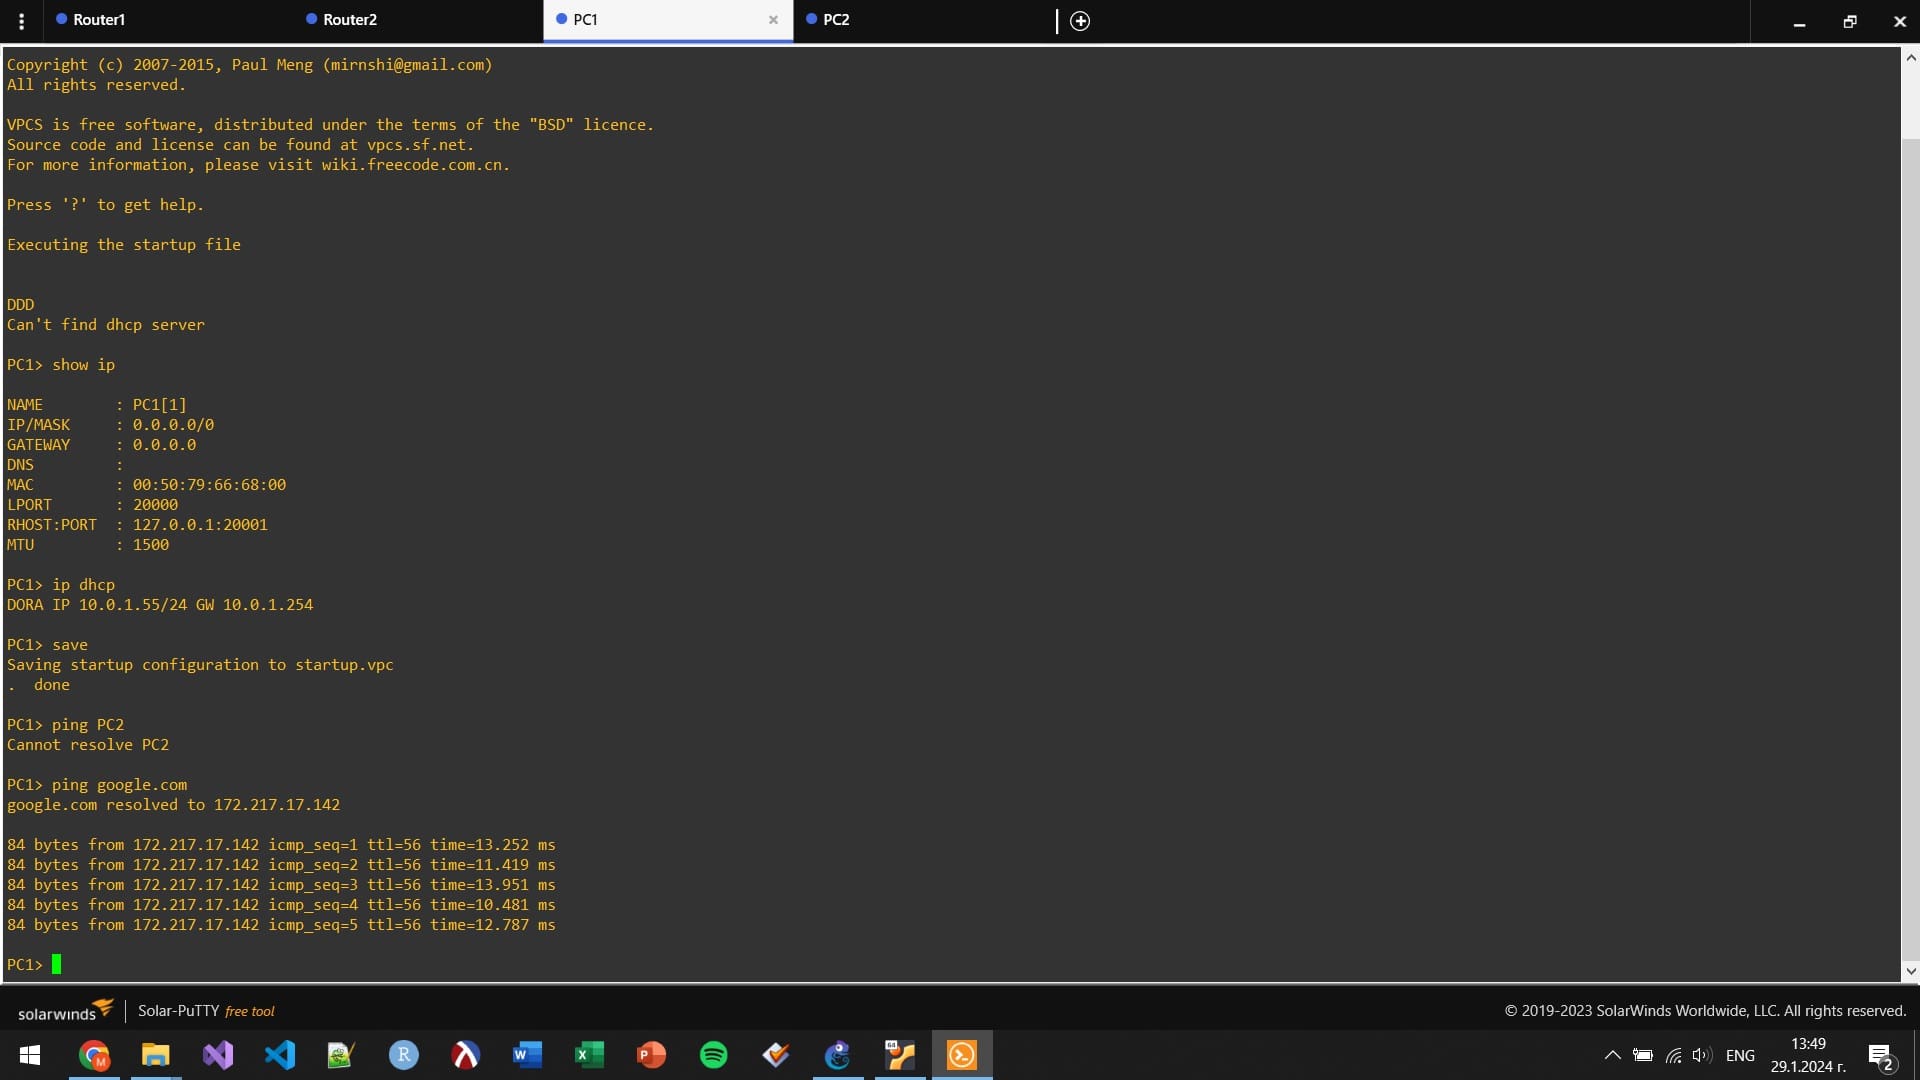 Router1
Router2
PC1
PC2
Copyright (c) 2007-2015, Paul Meng (mirnshi@gmail.com)
All rights reserved.
VPCS is free software, distributed under the terms of the "BSD" licence.
Source code and license can be found at vpcs.sf.net.
For more information, please visit wiki.freecode.com.cn.
Press '?' to get help.
Executing the startup file
DDD
Can't find dhcp server
PC1> show ip
NAME        : PC1[1]
IP/MASK     : 0.0.0.0/0
GATEWAY     : 0.0.0.0
DNS         :
MAC         : 00:50:79:66:68:00
LPORT       : 20000
RHOST:PORT  : 127.0.0.1:20001
MTU         : 1500
PC1> ip dhcp
DORA IP 10.0.1.55/24 GW 10.0.1.254
PC1> save
Saving startup configuration to startup.vpc
.  done
PC1> ping PC2
Cannot resolve PC2
PC1> ping google.com
google.com resolved to 172.217.17.142
84 bytes from 172.217.17.142 icmp_seq=1 ttl=56 time=13.252 ms
84 bytes from 172.217.17.142 icmp_seq=2 ttl=56 time=11.419 ms
84 bytes from 172.217.17.142 icmp_seq=3 ttl=56 time=13.951 ms
84 bytes from 172.217.17.142 icmp_seq=4 ttl=56 time=10.481 ms
84 bytes from 172.217.17.142 icmp_seq=5 ttl=56 time=12.787 ms
PC1>
solarwinds Solar-PuTTY free tool
© 2019-2023 SolarWinds Worldwide, LLC. All rights reserved.
M
R
W
X
P
64
ENG
13:49
29.1.2024 г.
2